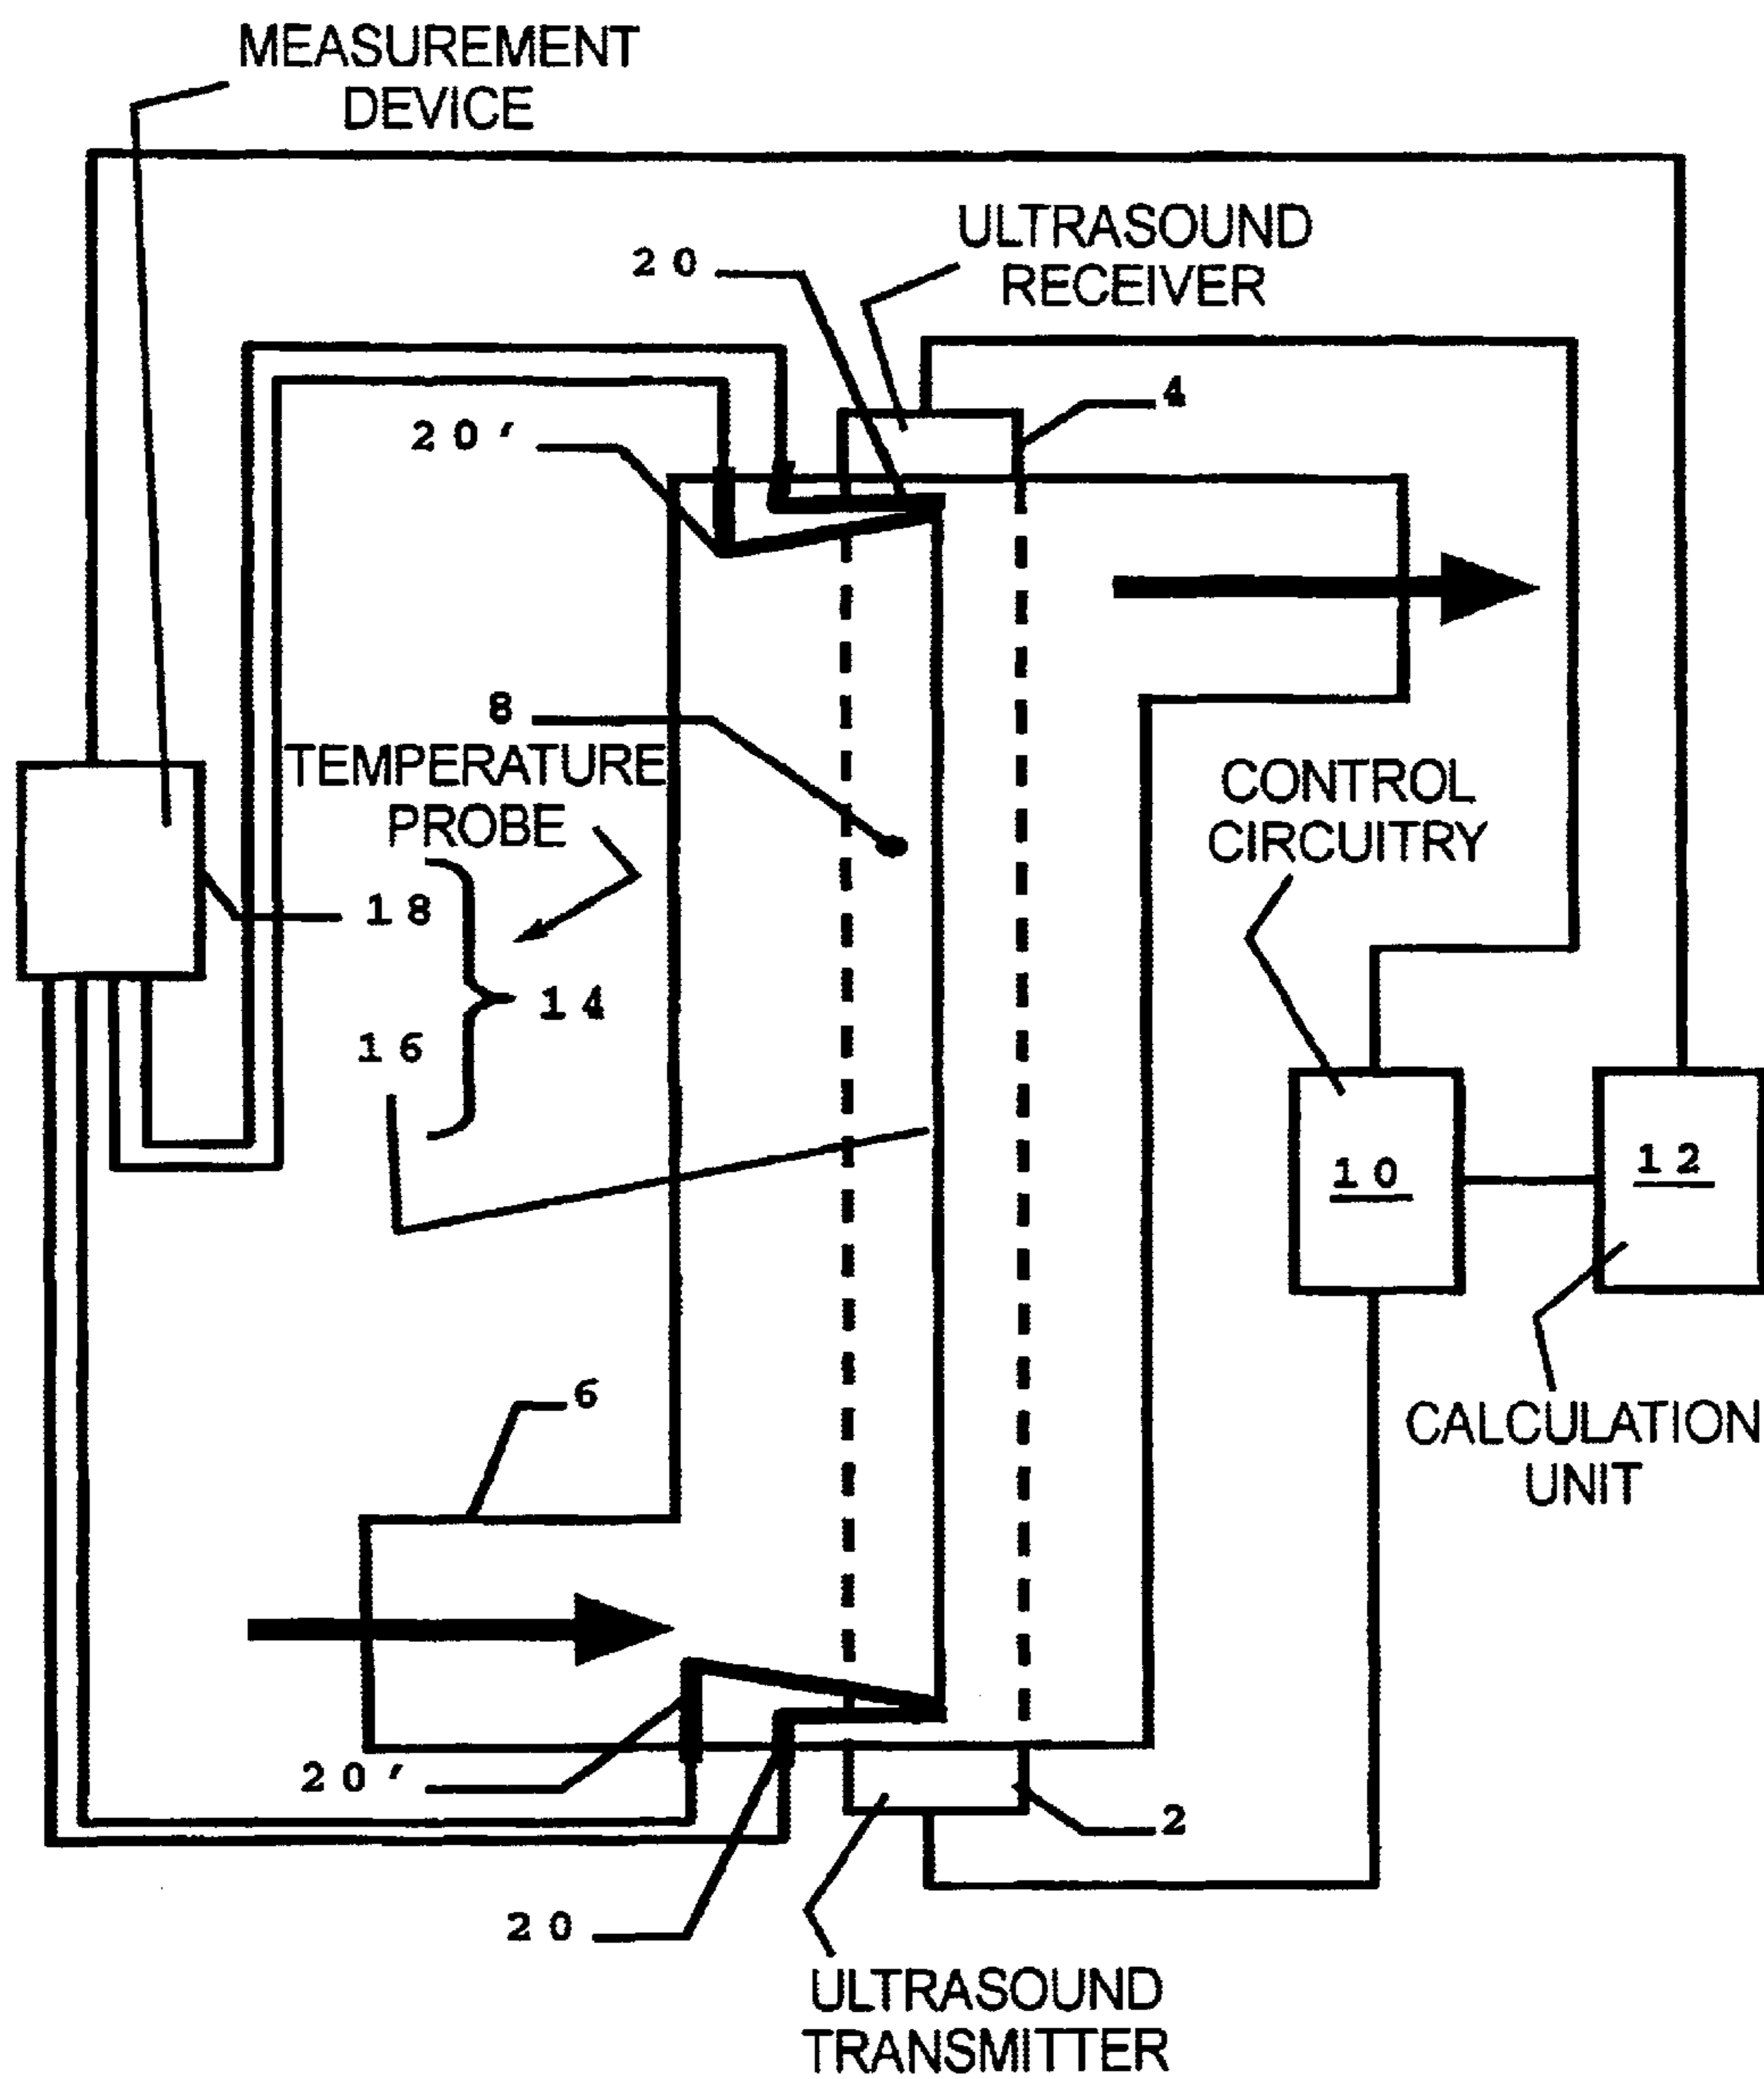 MEASUREMENT
DEVICE
ULTRASOUND
RECEIVER
20
4
20'
8
TEMPERATURE
PROBE
CONTROL
CIRCUITRY
18
14
16
10
12
6
CALCULATION
UNIT
20'
2
20
ULTRASOUND
TRANSMITTER